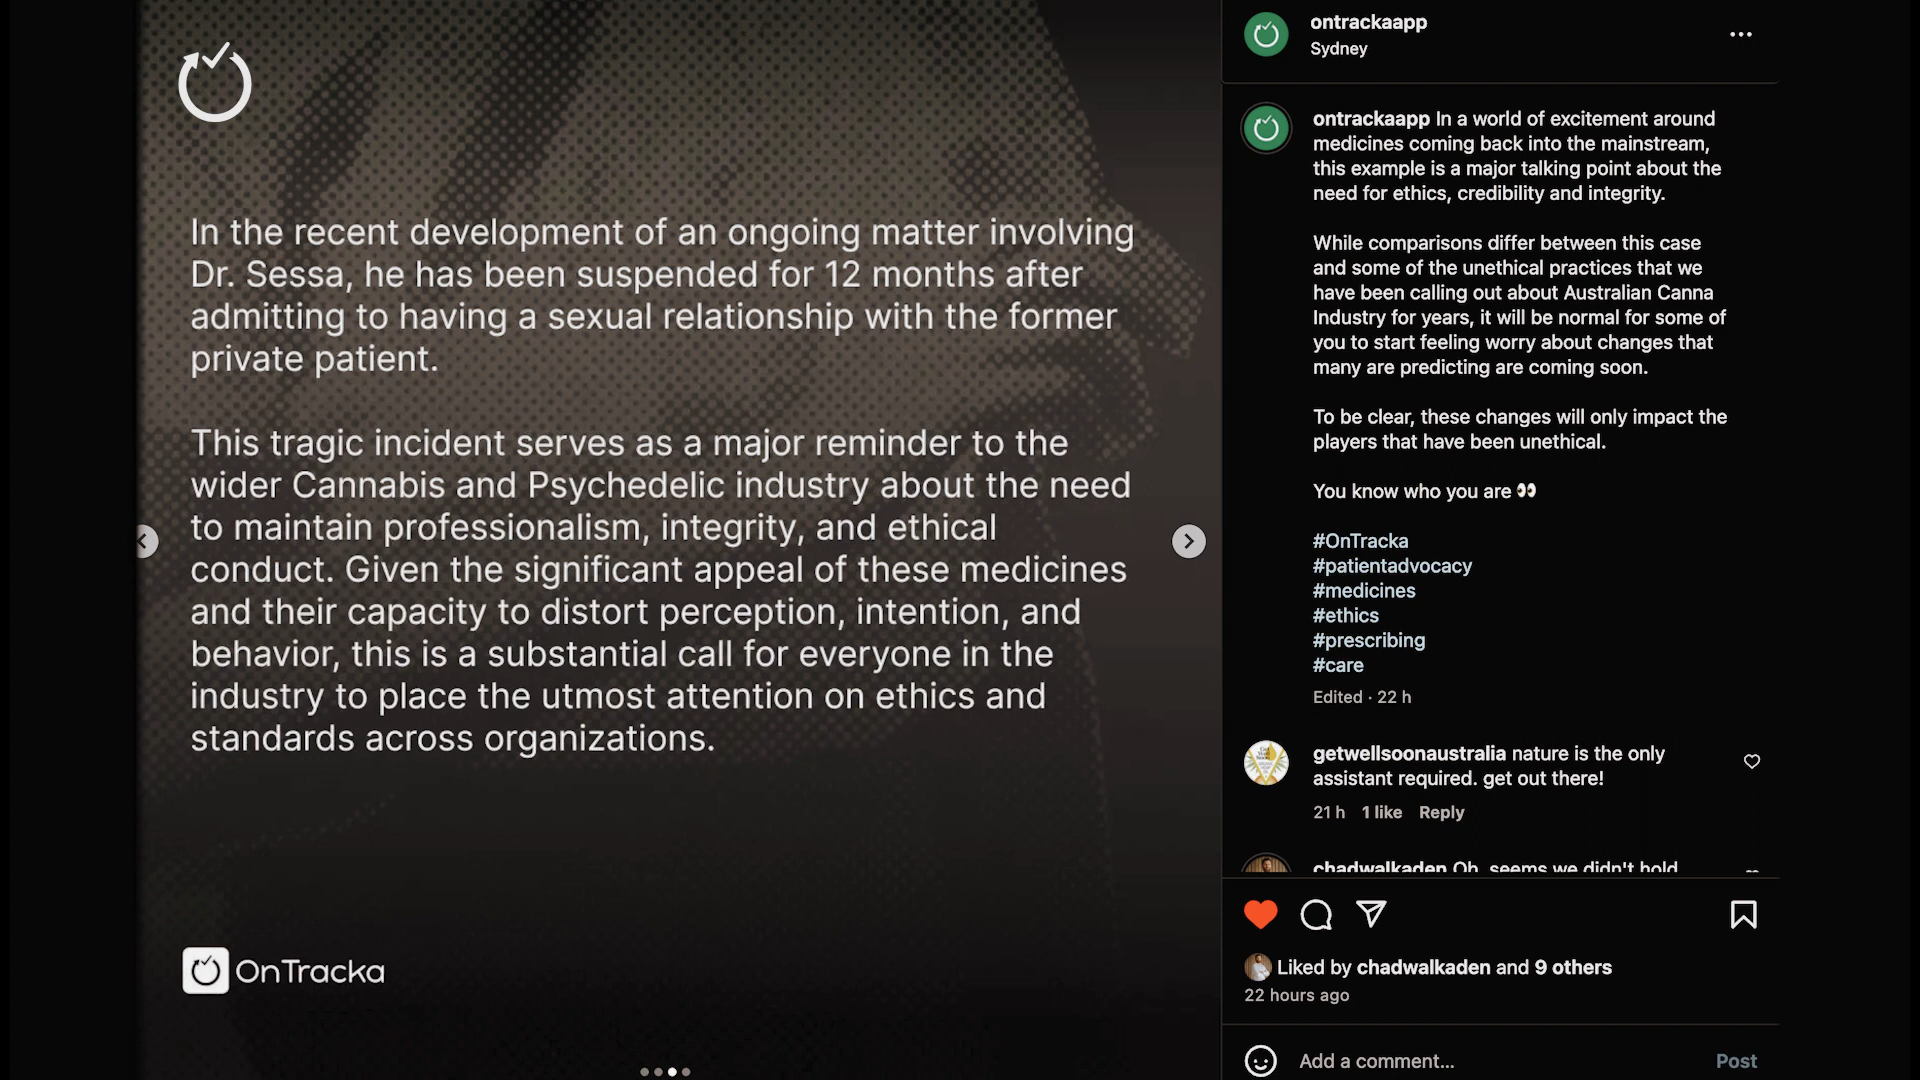 In the recent development of an ongoing matter involving
Dr. Sessa, he has been suspended for 12 months after
admitting to having a sexual relationship with the former
private patient.
This tragic incident serves as a major reminder to the
wider Cannabis and Psychedelic industry about the need
to maintain professionalism, integrity, and ethical
conduct. Given the significant appeal of these medicines
and their capacity to distort perception, intention, and
behavior, this is a substantial call for everyone in the
industry to place the utmost attention on ethics and
standards across organizations.
OnTracka
ontrackaapp
Sydney
ontrackaapp In a world of excitement around
medicines coming back into the mainstream,
this example is a major talking point about the
need for ethics, credibility and integrity.
While comparisons differ between this case
and some of the unethical practices that we
have been calling out about Australian Canna
Industry for years, it will be normal for some of
you to start feeling worry about changes that
many are predicting are coming soon.
To be clear, these changes will only impact the
players that have been unethical.
You know who you are 👀
#OnTracka
#patientadvocacy
#medicines
#ethics
#prescribing
#care
Edited · 22 h
getwellsoonaustralia nature is the only
assistant required. get out there!
21 h 1 like Reply
chadwalkaden Oh, seems we didn't hold
Liked by chadwalkaden and 9 others
22 hours ago
Add a comment...
Post